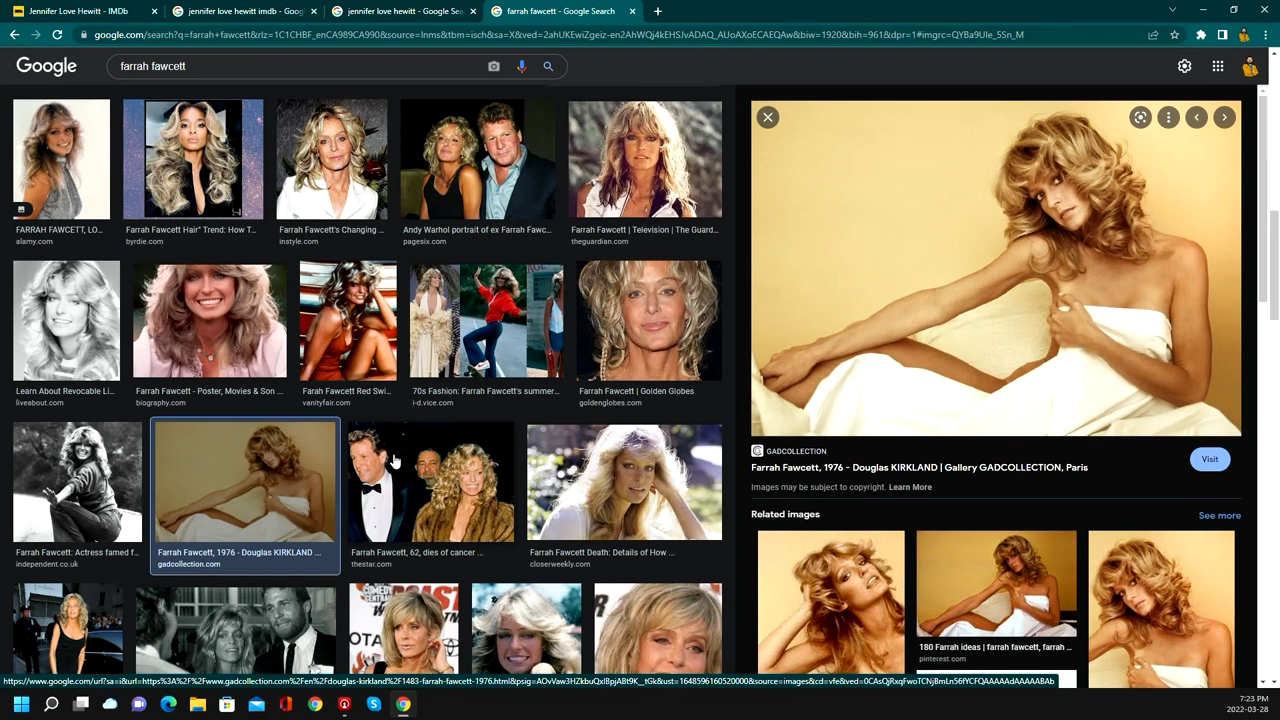 Jennifer Love Hewitt - IMDb
jennifer love hewitt imdb - Goog
jennifer love hewitt - Google Sea
farrah fawcett - Google Search
google.com/search?q=farrah+fawcett&rlz=1C1CHBF_enCA989CA990&source=lnms&tbm=isch&sa=X&ved=2ahUKEwiZgeiz-en2AhWQj4kEHSJvADAQ_AUoAXoECAEQAw&biw=1920&bih=961&dpr=1#imgrc=QYBa9UIe_5Sn_M
Google
farrah fawcett
FARRAH FAWCETT, LO...
alamy.com
Farrah Fawcett Hair" Trend: How T...
byrdie.com
Farrah Fawcett's Changing ...
instyle.com
Andy Warhol portrait of ex Farrah Fawc...
pagesix.com
Farrah Fawcett | Television | The Guard...
theguardian.com
Learn About Revocable Li...
liveabout.com
Farrah Fawcett - Poster, Movies & Son ...
biography.com
Farah Fawcett Red Swi...
vanityfair.com
70s Fashion: Farrah Fawcett's summer...
i-d.vice.com
Farrah Fawcett | Golden Globes
goldenglobes.com
Farrah Fawcett: Actress famed f...
independent.co.uk
Farrah Fawcett, 1976 - Douglas KIRKLAND ...
gadcollection.com
Farrah Fawcett, 62, dies of cancer ...
thestar.com
Farrah Fawcett Death: Details of How ...
closerweekly.com
COMEDY
CENTRAL
GADCOLLECTION
Farrah Fawcett, 1976 - Douglas KIRKLAND | Gallery GADCOLLECTION, Paris
Visit
Images may be subject to copyright. Learn More
Related images
See more
180 Farrah ideas | farrah fawcett, farrah ...
pinterest.com
7:23 PM
2022-03-28